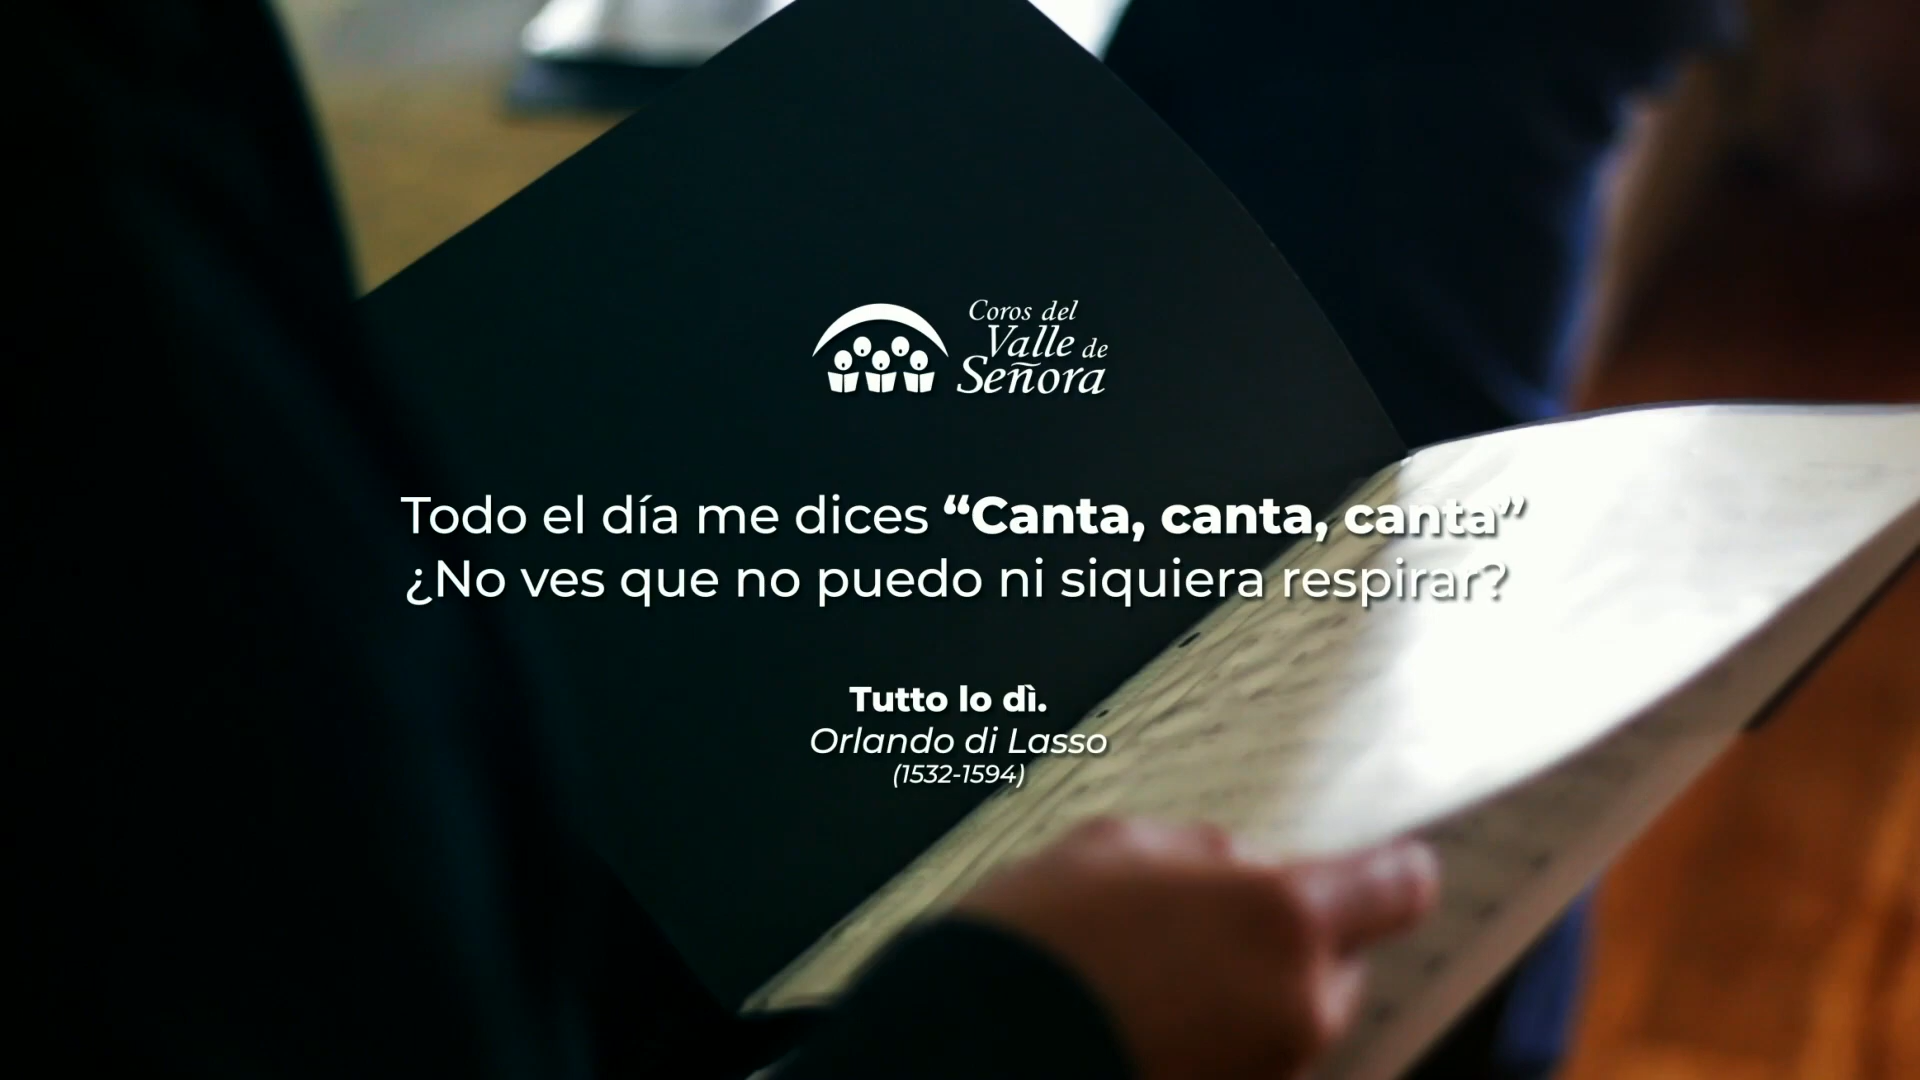 Coros del
Valle de
Señora
Todo el día me dices “Canta, canta, canta”
¿No ves que no puedo ni siquiera respirar?
Tutto lo dì.
Orlando di Lasso
(1532-1594)